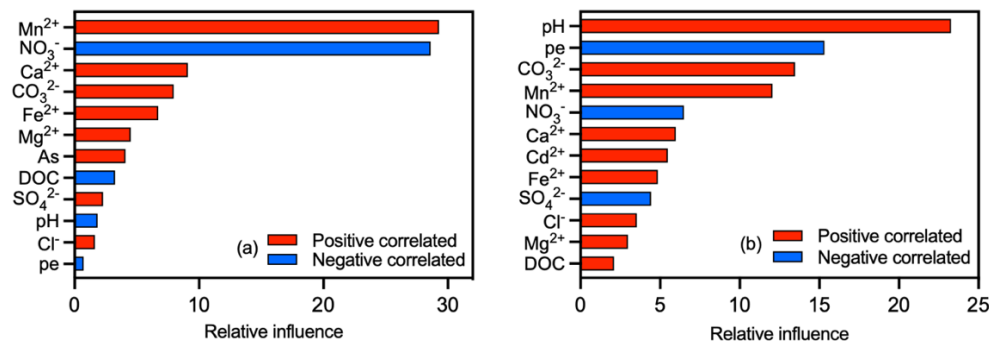 Mn²⁺
NO₃⁻
Ca²⁺
CO₃²⁻
Fe²⁺
Mg²⁺
As
DOC
SO₄²⁻
pH
Cl⁻
pe
(a)
Positive correlated
Negative correlated
0 10 20 30
Relative influence
pH
pe
CO₃²⁻
Mn²⁺
NO₃⁻
Ca²⁺
Cd²⁺
Fe²⁺
SO₄²⁻
Cl⁻
Mg²⁺
DOC
(b)
Positive correlated
Negative correlated
0 5 10 15 20 25
Relative influence